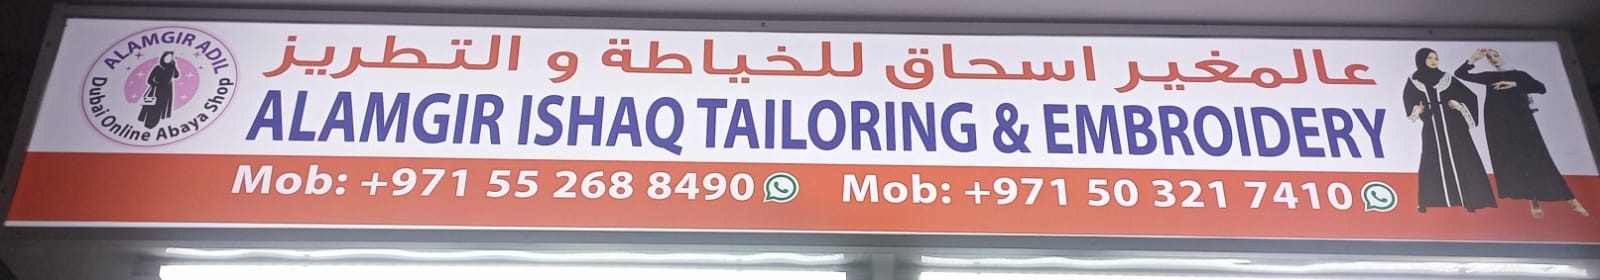 ALAMGIR ADIL
Dubai Online Abaya Shop
عالمغير اسحاق للخياطة و التطريز
ALAMGIR ISHAQ TAILORING & EMBROIDERY
Mob: +971 55 268 8490 Mob: +971 50 321 7410